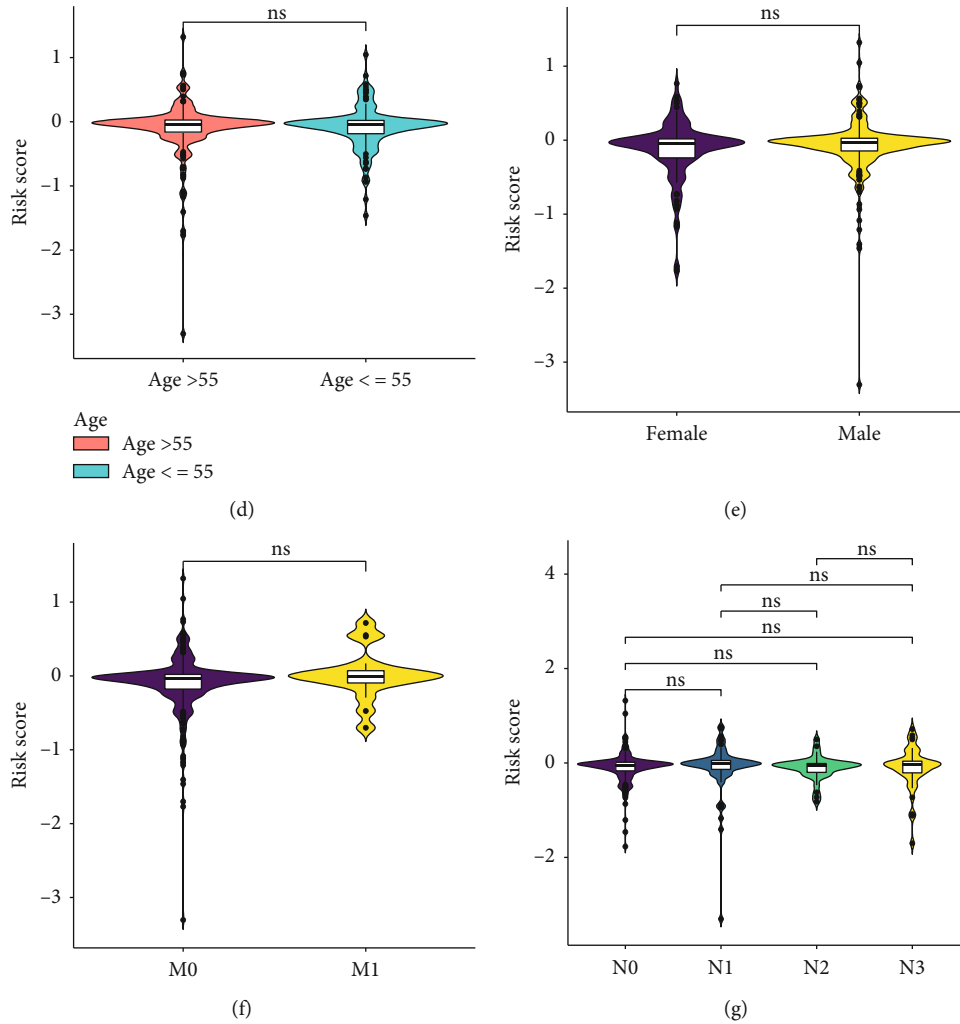 ns
Risk score
1
0
−1
−2
−3
Age >55
Age < = 55
Age
Age >55
Age < = 55
(d)
ns
Risk score
1
0
−1
−2
−3
Female
Male
(e)
ns
Risk score
1
0
−1
−2
−3
M0
M1
(f)
ns
ns
ns
ns
ns
ns
Risk score
4
2
0
−2
N0
N1
N2
N3
(g)